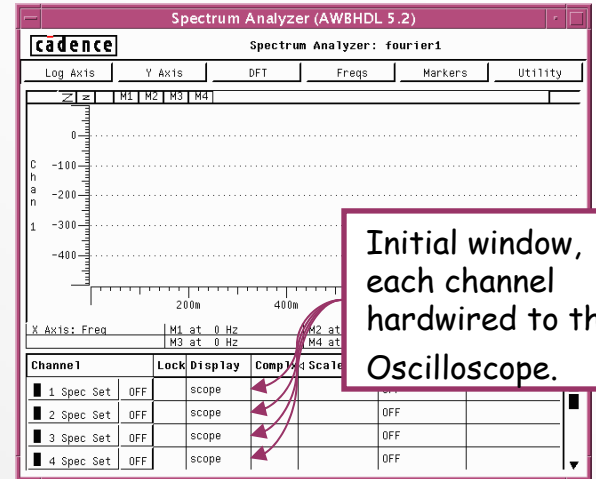 Spectrum Analyzer (AWBHDL 5.2)
cadence Spectrum Analyzer: fourier1
Log Axis Y Axis DFT Freqs Markers Utility
Z z M1 M2 M3 M4
0
-100
-200
-300
-400
Chan 1
200m 400m
Initial window,
each channel
hardwired to th
Oscilloscope.
X Axis: Freq M1 at 0 Hz M2 at
M3 at 0 Hz M4 at
Channel Lock Display Complx Scale
1 Spec Set OFF scope OFF
2 Spec Set OFF scope OFF
3 Spec Set OFF scope OFF
4 Spec Set OFF scope OFF